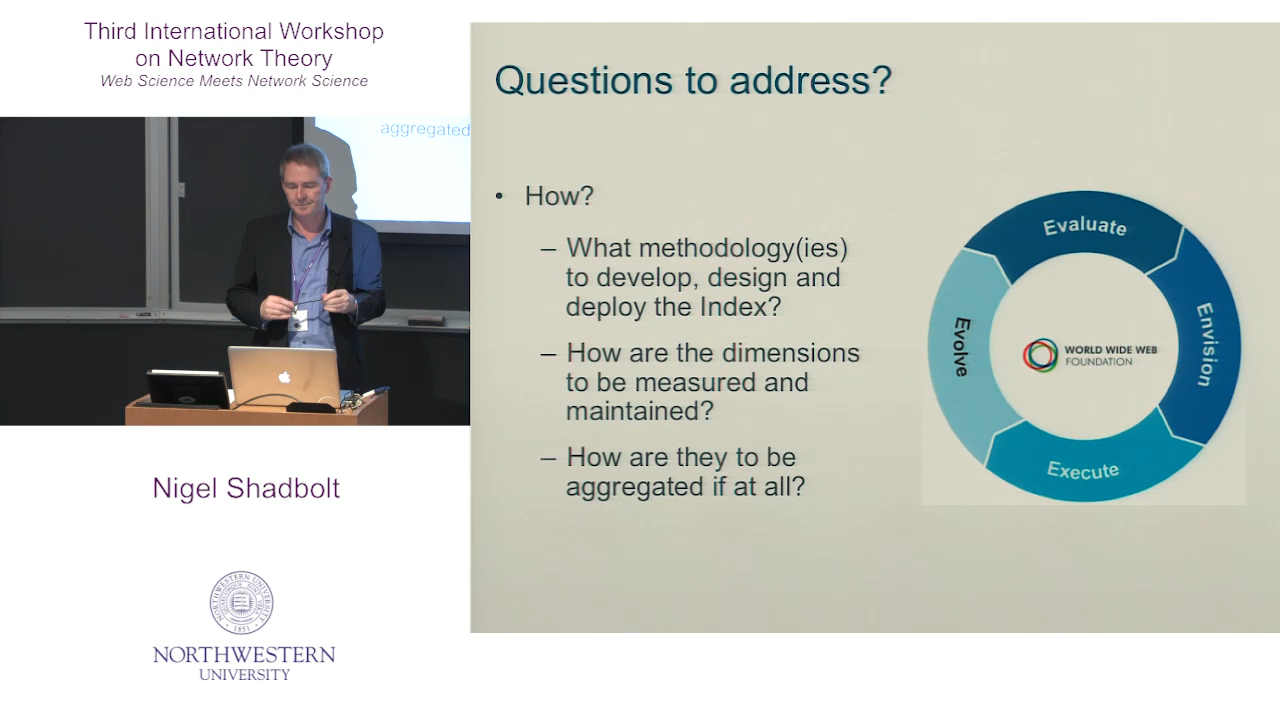 Third International Workshop
on Network Theory
Web Science Meets Network Science
aggregated
Nigel Shadbolt
NORTHWESTERN
UNIVERSITY
1851
Questions to address?
• How?
– What methodology(ies)
to develop, design and
deploy the Index?
– How are the dimensions
to be measured and
maintained?
– How are they to be
aggregated if at all?
Evaluate
Envision
Execute
Evolve
WORLD WIDE WEB
FOUNDATION